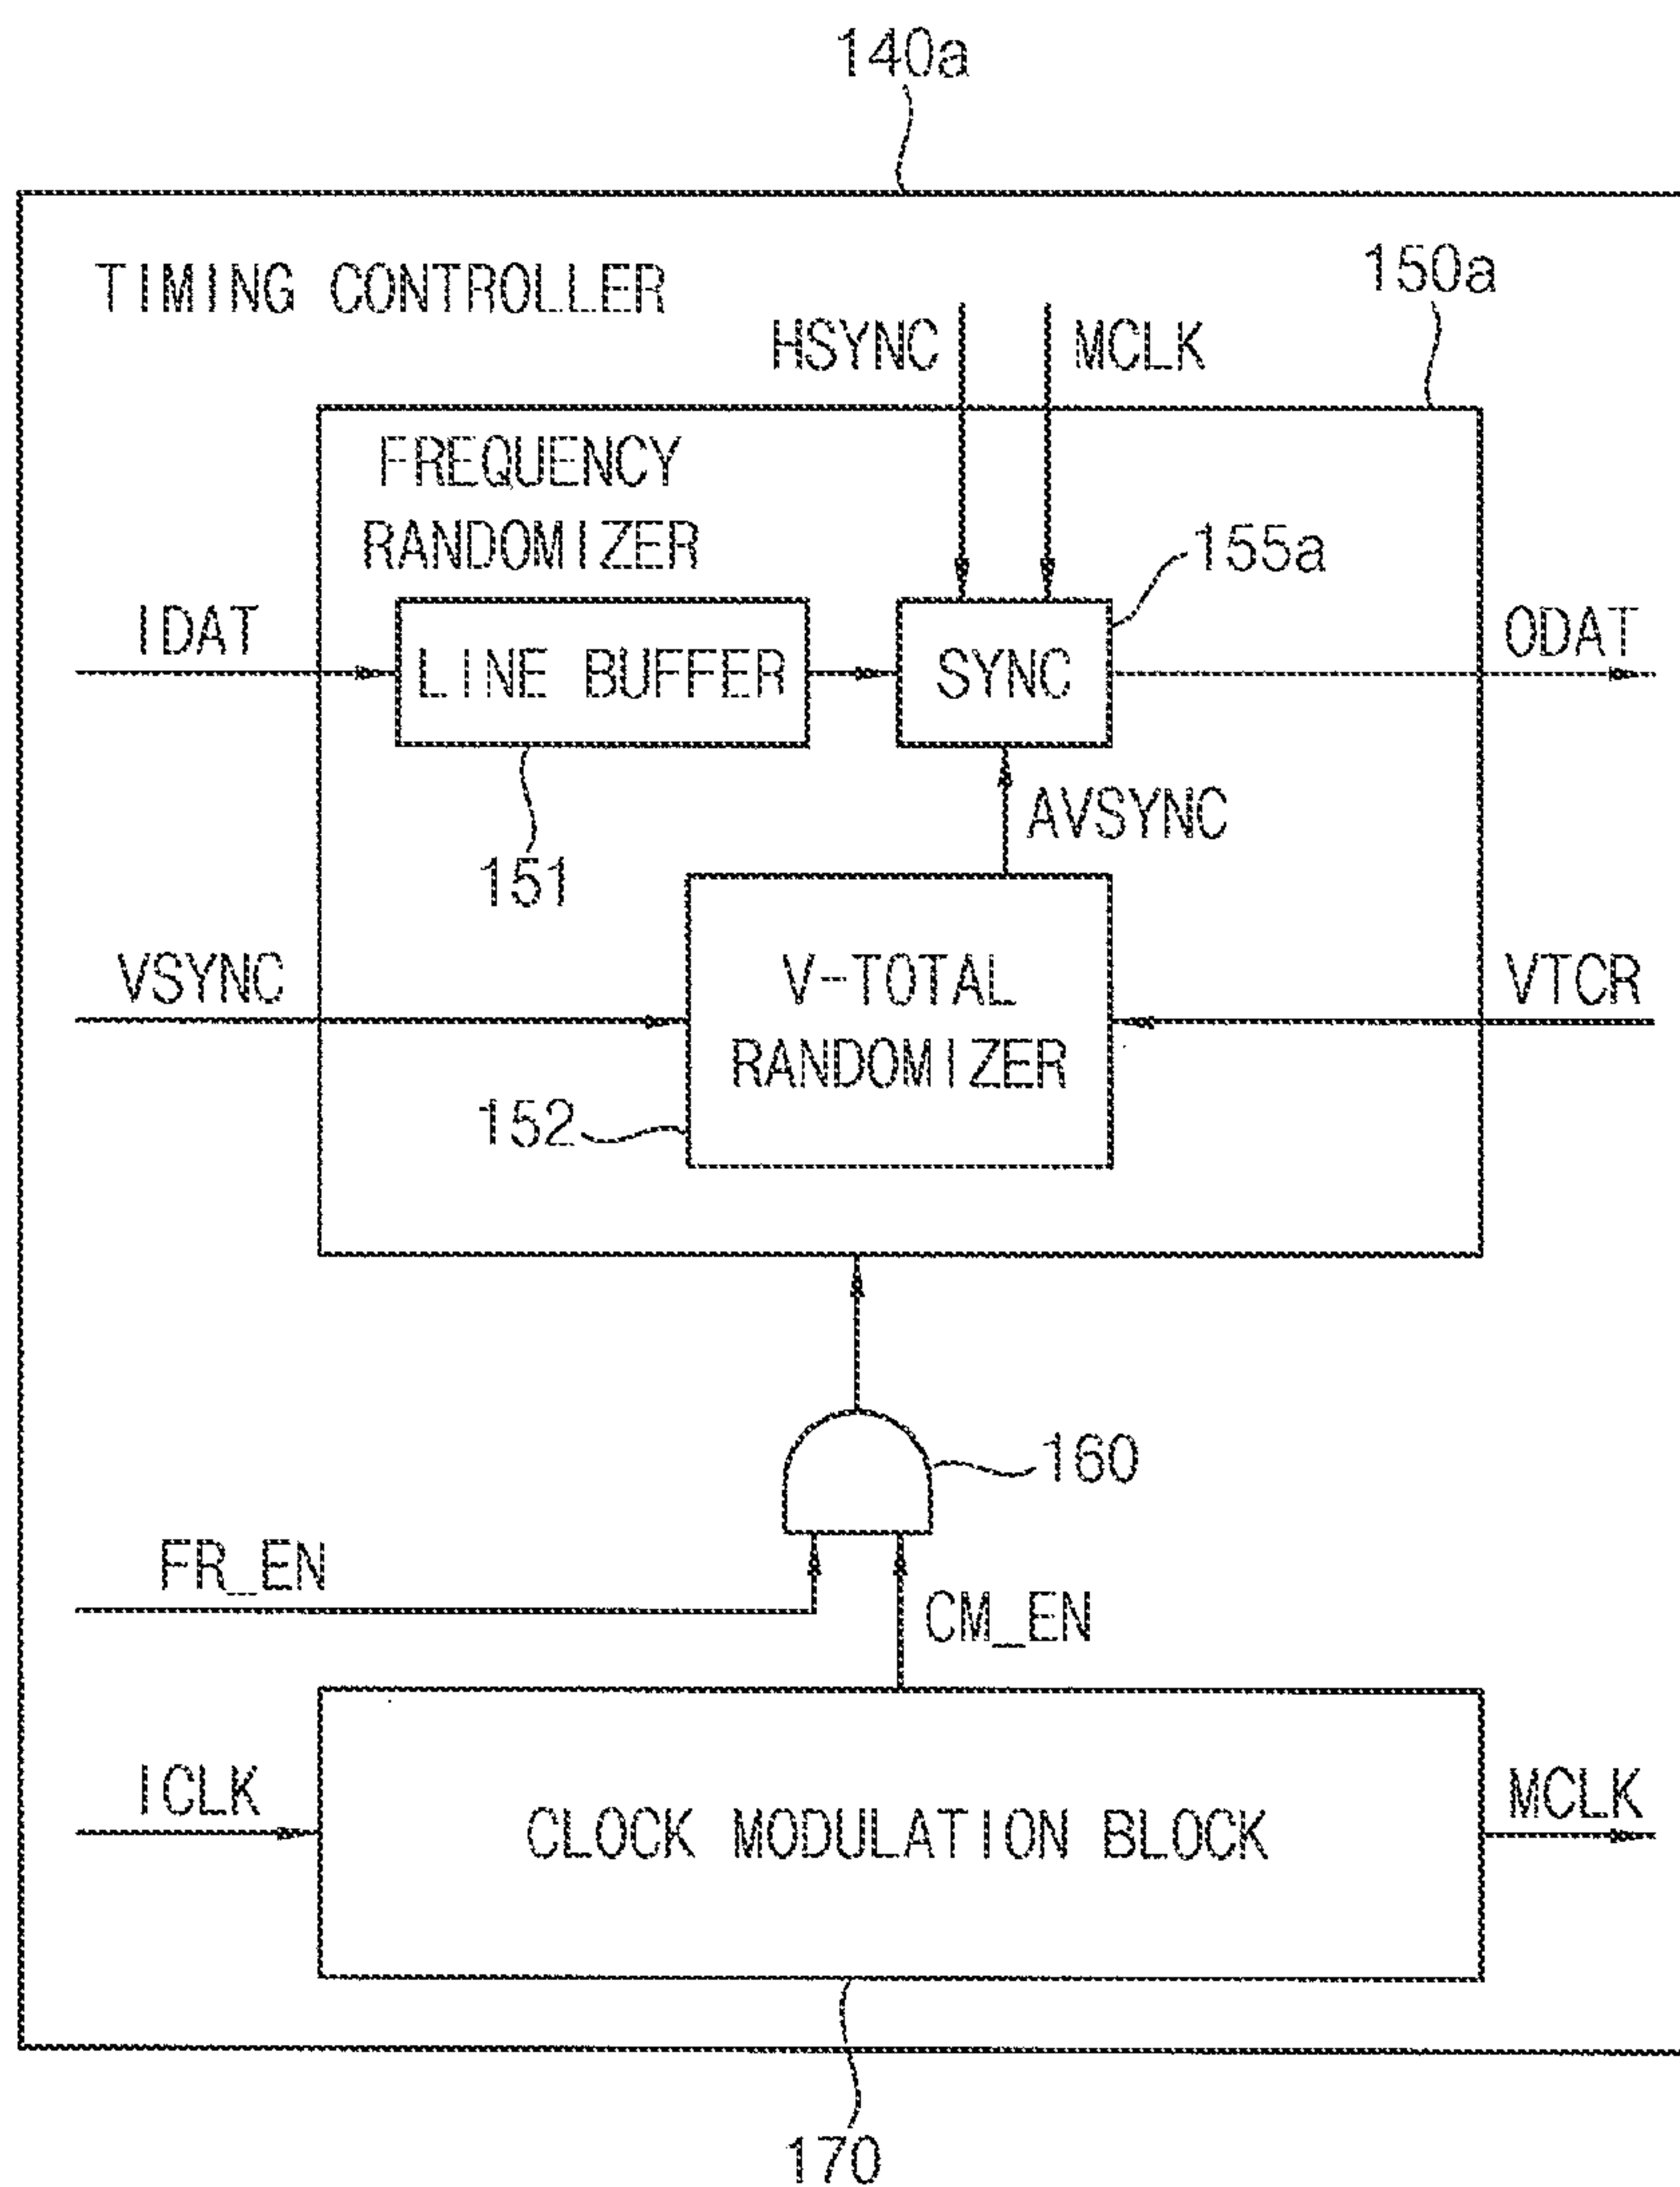 140a
TIMING CONTROLLER
150a
HSYNC
MCLK
FREQUENCY
RANDOMIZER
155a
IDAT
LINE BUFFER
SYNC
ODAT
151
AVSYNC
VSYNC
V-TOTAL
RANDOMIZER
VTCR
152
160
FR_EN
CM_EN
ICLK
CLOCK MODULATION BLOCK
MCLK
170